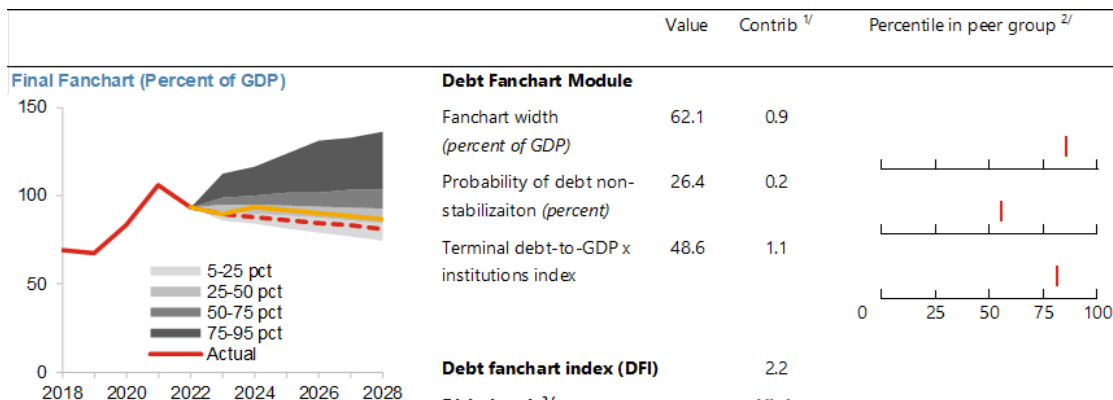 Value Contrib 1/ Percentile in peer group 2/
Final Fanchart (Percent of GDP)
150
100
50
0
2018 2020 2022 2024 2026 2028
5-25 pct
25-50 pct
50-75 pct
75-95 pct
Actual
Debt Fanchart Module
Fanchart width 62.1 0.9
(percent of GDP)
Probability of debt non- 26.4 0.2
stabilizaiton (percent)
Terminal debt-to-GDP x 48.6 1.1
institutions index
0 25 50 75 100
Debt fanchart index (DFI) 2.2